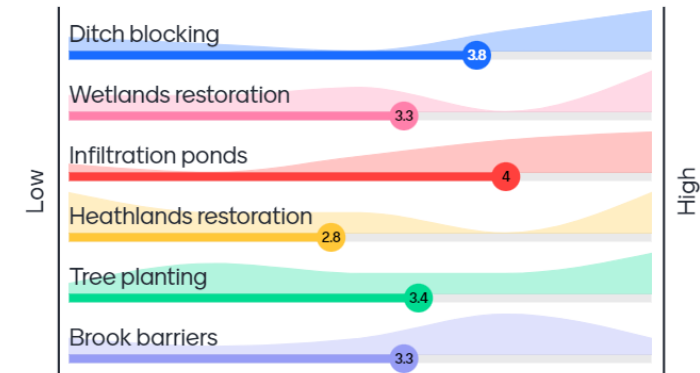 Ditch blocking
3.8
Wetlands restoration
3.3
Infiltration ponds
4
Heathlands restoration
2.8
Tree planting
3.4
Brook barriers
3.3
Low
High